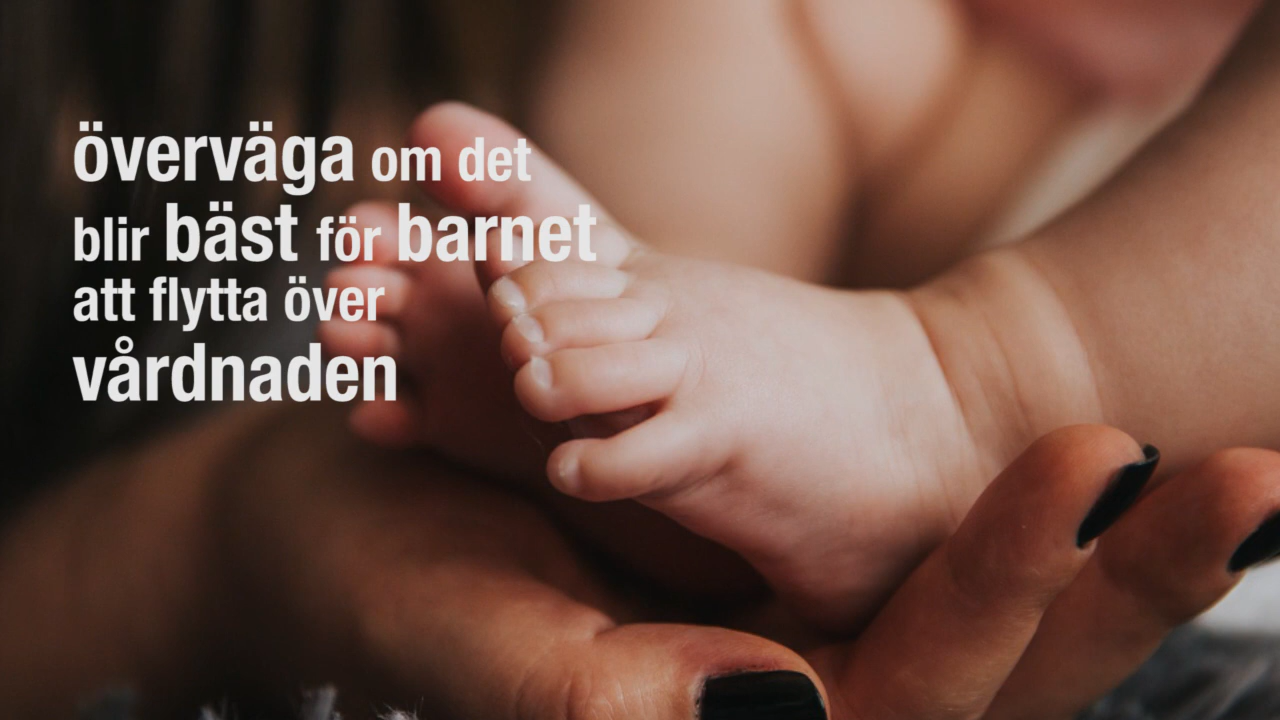 överväga om det
blir bäst för barnet
att flytta över
vårdnaden